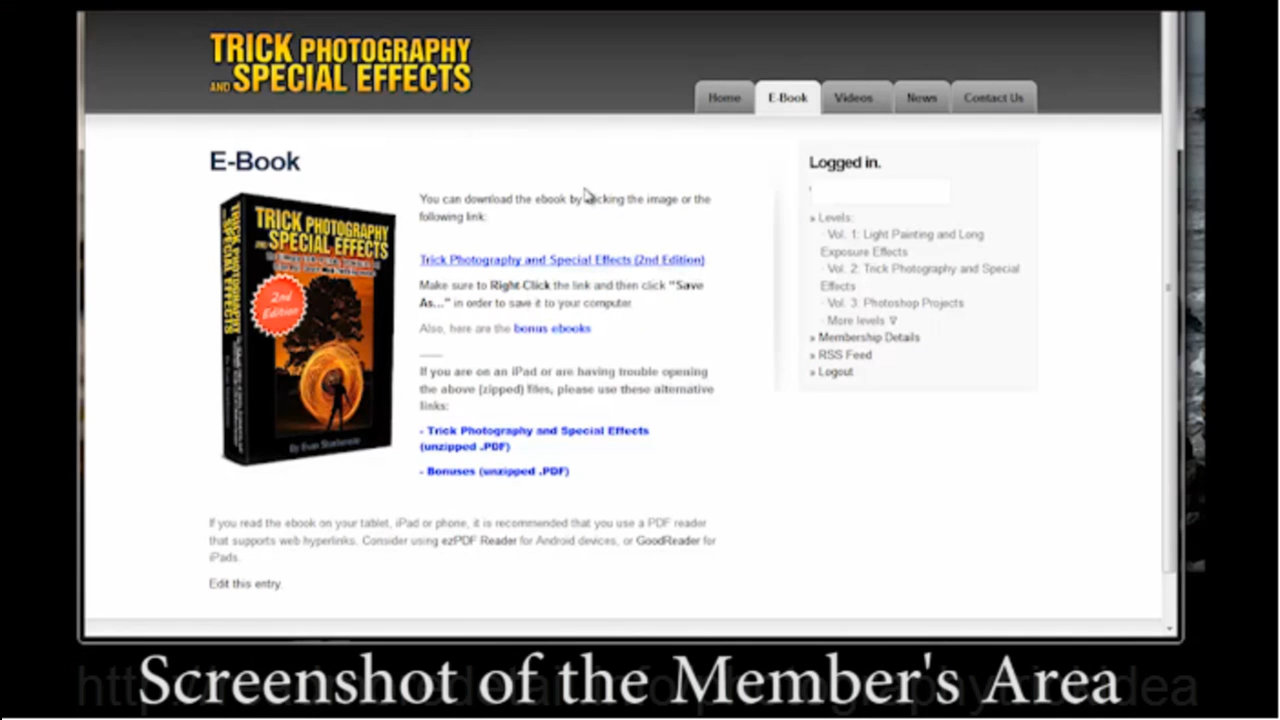 TRICK PHOTOGRAPHY
AND SPECIAL EFFECTS
Home
E-Book
Videos
News
Contact Us
E-Book
TRICK PHOTOGRAPHY
AND SPECIAL EFFECTS
2nd
Edition
TRICK PHOTOGRAPHY
AND SPECIAL EFFECTS
You can download the ebook by clicking the image or the
following link:
Trick Photography and Special Effects (2nd Edition)
Make sure to Right-Click the link and then click "Save
As..." in order to save it to your computer.
Also, here are the bonus ebooks
If you are on an iPad or are having trouble opening
the above (zipped) files, please use these alternative
links:
- Trick Photography and Special Effects
(unzipped .PDF)
- Bonuses (unzipped .PDF)
If you read the ebook on your tablet, iPad or phone, it is recommended that you use a PDF reader
that supports web hyperlinks. Consider using ezPDF Reader for Android devices, or GoodReader for
iPads.
Edit this entry.
Logged in.
» Levels:
· Vol. 1: Light Painting and Long
Exposure Effects
· Vol. 2: Trick Photography and Special
Effects
· Vol. 3: Photoshop Projects
· More levels ∇
» Membership Details
» RSS Feed
» Logout
Screenshot of the Member's Area